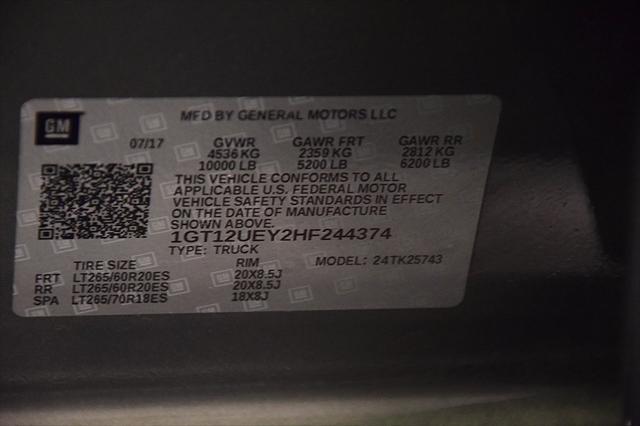 GM
MFD BY GENERAL MOTORS LLC
07/17 GVWR GAWR FRT GAWR RR
4536 KG 2359 KG 2812 KG
10000 LB 5200 LB 6200 LB
THIS VEHICLE CONFORMS TO ALL
APPLICABLE U.S. FEDERAL MOTOR
VEHICLE SAFETY STANDARDS IN EFFECT
ON THE DATE OF MANUFACTURE
SHOWN ABOVE.
1GT12UEY2HF244374
TYPE: TRUCK MODEL: 24TK25743
TIRE SIZE RIM
FRT LT265/60R20ES 20X8.5J
RR LT265/60R20ES 20X8.5J
SPA LT265/70R18ES 18X8J